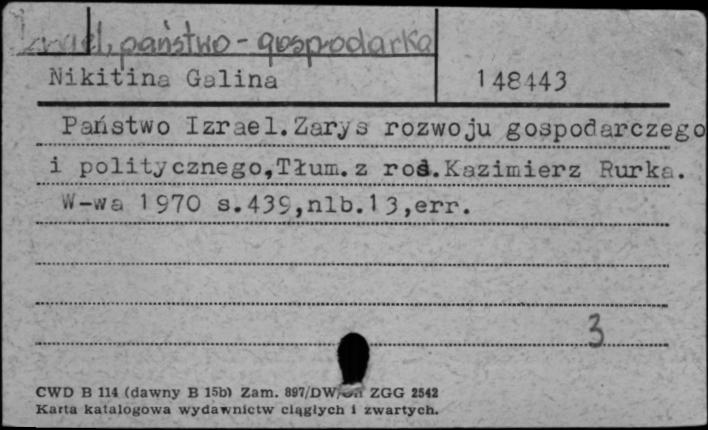 Izrael, państwo - gospodarka
Nikitina Galina 148443
Państwo Izrael.Zarys rozwoju gospodarczego
i politycznego,Tłum.z roś.Kazimierz Rurka.
W-wa 1970 s.439,nlb.13,err.
3
CWD B 114 (dawny B 15b) Zam. 897/DW/ ZGG 2542
Karta katalogowa wydawnictw ciągłych i zwartych.